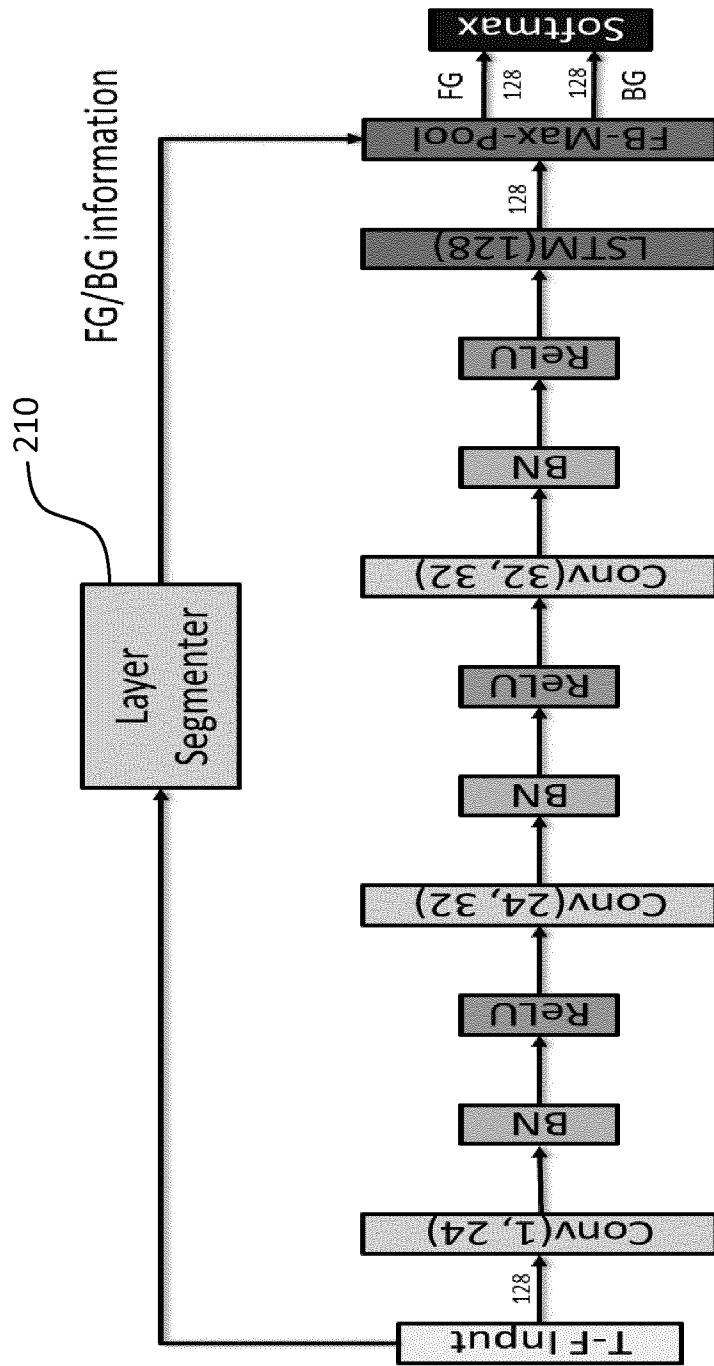 210
Layer
Segmenter
FG/BG information
T-F Input
128
Conv(1, 24)
BN
ReLU
Conv(24, 32)
BN
ReLU
Conv(32, 32)
BN
ReLU
LSTM(128)
128
FB-Max-Pool
FG
128
128
BG
Softmax